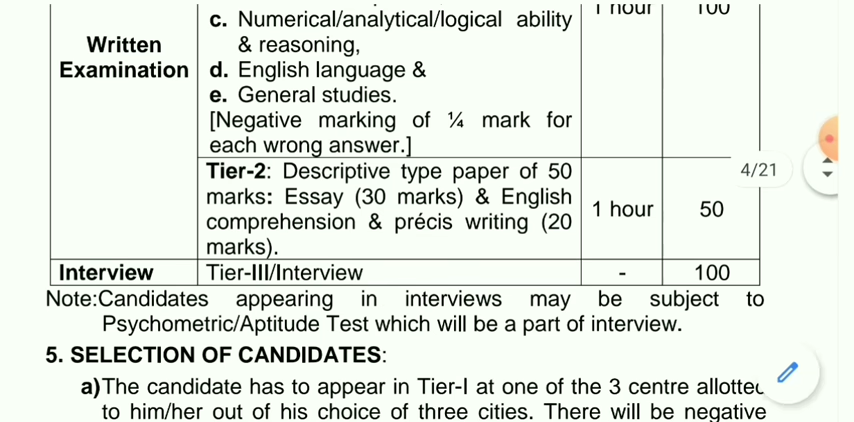 c. Numerical/analytical/logical ability 1 hour 100
Written & reasoning,
Examination d. English language &
e. General studies.
[Negative marking of ¼ mark for
each wrong answer.]
Tier-2: Descriptive type paper of 50
4/21
marks: Essay (30 marks) & English
comprehension & précis writing (20 1 hour 50
marks).
Interview Tier-III/Interview - 100
Note:Candidates appearing in interviews may be subject to
Psychometric/Aptitude Test which will be a part of interview.
5. SELECTION OF CANDIDATES:
a)The candidate has to appear in Tier-I at one of the 3 centre allotted
to him/her out of his choice of three cities. There will be negative